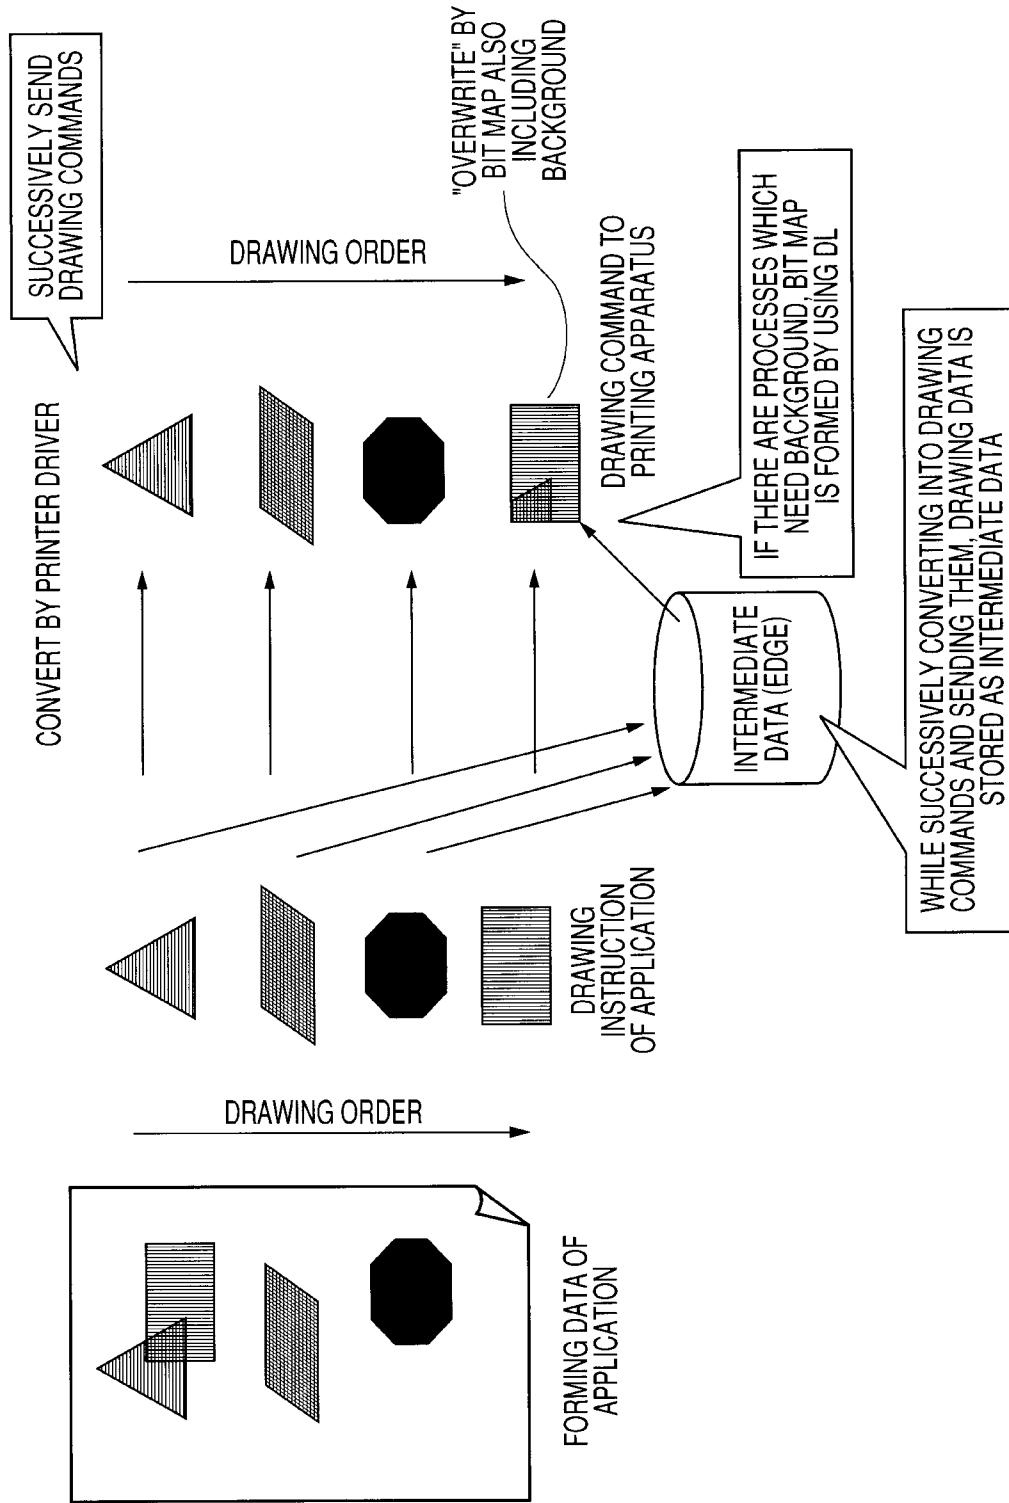 FORMING DATA OF
APPLICATION
DRAWING ORDER
DRAWING
INSTRUCTION
OF APPLICATION
CONVERT BY PRINTER DRIVER
SUCCESSIVELY SEND
DRAWING COMMANDS
DRAWING ORDER
"OVERWRITE" BY
BIT MAP ALSO
INCLUDING
BACKGROUND
DRAWING COMMAND TO
PRINTING APPARATUS
IF THERE ARE PROCESSES WHICH
NEED BACKGROUND, BIT MAP
IS FORMED BY USING DL
INTERMEDIATE
DATA (EDGE)
WHILE SUCCESSIVELY CONVERTING INTO DRAWING
COMMANDS AND SENDING THEM, DRAWING DATA IS
STORED AS INTERMEDIATE DATA